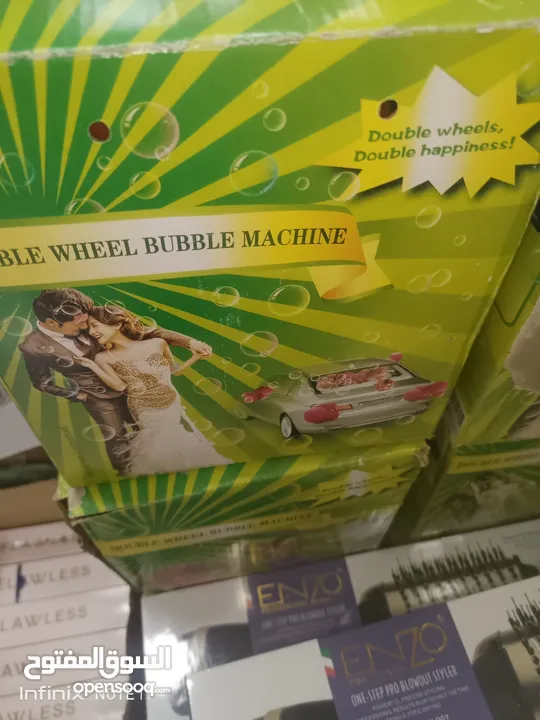 Double wheels,
Double happiness!
BLE WHEEL BUBBLE MACHINE
DOUBLE WHEEL BUBBLE MACHINE
DOUBLE
LAWLESS
LAWLESS
ENZO
ENZO
ONE-STEP PRO BLOWOUT STYLER
ONE-STEP PRO BLOWOUT STYLER
السوق المفتوح
opensooq.com
Infinix NOTE 11